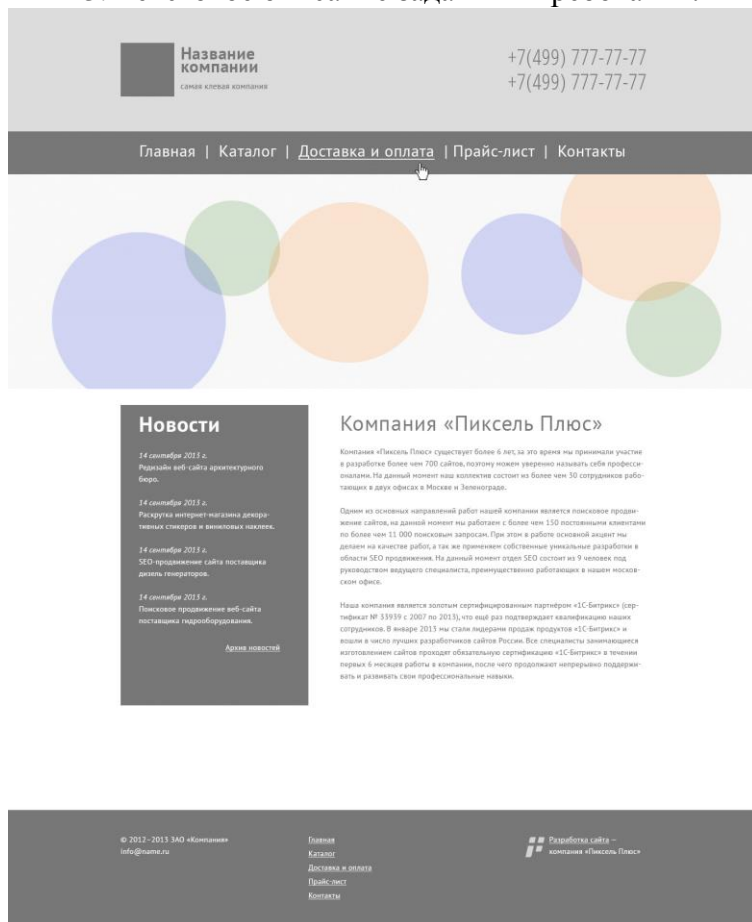 Название
компании
самая клевая компания
+7(499) 777-77-77
+7(499) 777-77-77
Главная | Каталог | Доставка и оплата | Прайс-лист | Контакты
Новости
14 сентября 2013 г.
Редизайн веб-сайта архитектурного
бюро.
14 сентября 2013 г.
Раскрутка интернет-магазина декора-
тивных стикеров и виниловых наклеек.
14 сентября 2013 г.
SEO-продвижение сайта поставщика
дизель генераторов.
14 сентября 2013 г.
Поисковое продвижение веб-сайта
поставщика гидрооборудования.
Архив новостей
Компания «Пиксель Плюс»
Компания «Пиксель Плюс» существует более 6 лет, за это время мы принимали участие
в разработке более чем 700 сайтов, поэтому можем уверенно называть себя професси-
оналами. На данный момент наш коллектив состоит из более чем 30 сотрудников рабо-
тающих в двух офисах в Москве и Зеленограде.
Одним из основных направлений работ нашей компании является поисковое продви-
жение сайтов, на данной момент мы работаем с более чем 150 постоянными клиентами
по более чем 11 000 поисковым запросам. При этом в работе основной акцент мы
делаем на качестве работ, а так же применяем собственные уникальные разработки в
области SEO продвижения. На данный момент отдел SEO состоит из 9 человек под
руководством ведущего специалиста, преимущественно работающих в нашем москов-
ском офисе.
Наша компания является золотым сертифицированным партнёром «1С-Битрикс» (сер-
тификат № 33939 с 2007 по 2013), что ещё раз подтверждает квалификацию наших
сотрудников. В январе 2013 мы стали лидерами продаж продуктов «1С-Битрикс» и
вошли в число лучших разработчиков сайтов России. Все специалисты занимающиеся
изготовлением сайтов проходят обязательную сертификацию «1С-Битрикс» в течении
первых 6 месяцев работы в компании, после чего продолжают непрерывно поддержи-
вать и развивать свои профессиональные навыки.
© 2012–2013 ЗАО «Компания»
info@name.ru
Главная
Каталог
Доставка и оплата
Прайс-лист
Контакты
Разработка сайта —
компания «Пиксель Плюс»